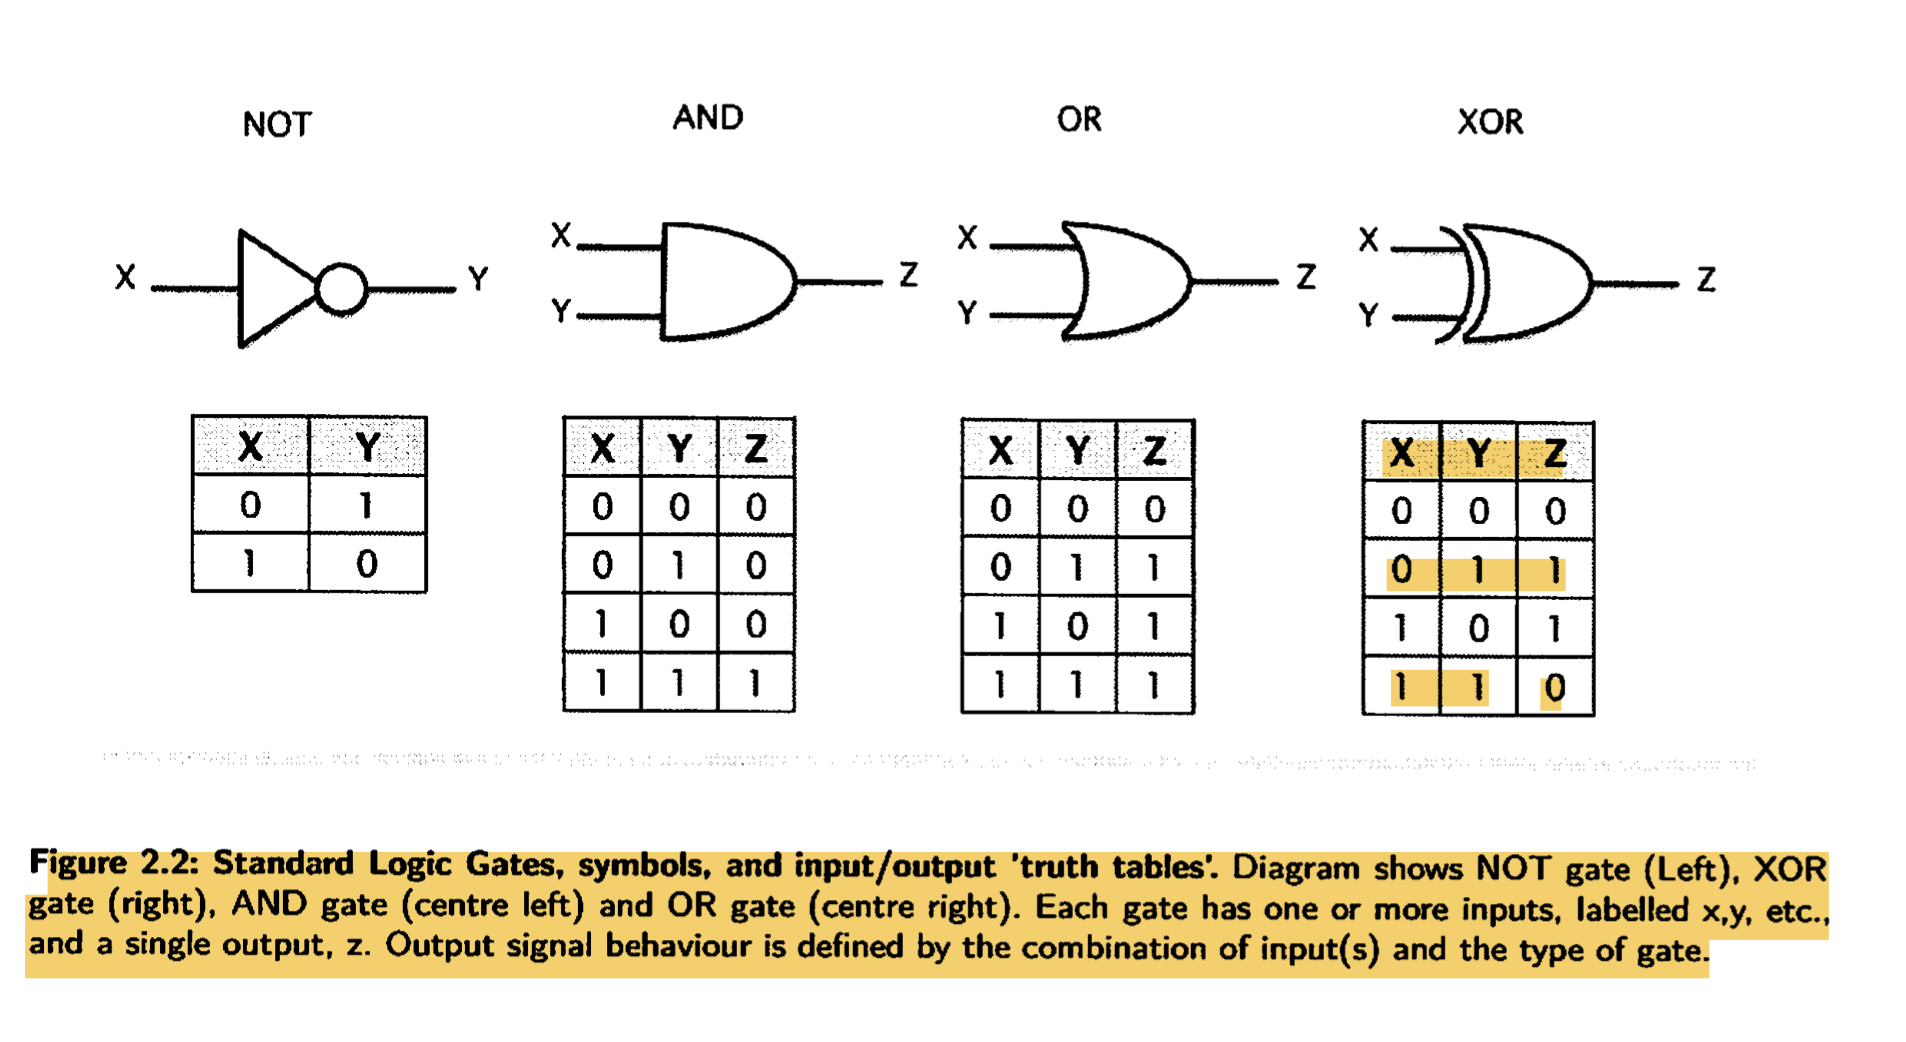 NOT AND OR XOR
X Y
X Y Z
X Y Z
X Y Z
X Y
0 1
1 0
X Y Z
0 0 0
0 1 0
1 0 0
1 1 1
X Y Z
0 0 0
0 1 1
1 0 1
1 1 1
X Y Z
0 0 0
0 1 1
1 0 1
1 1 0
Figure 2.2: Standard Logic Gates, symbols, and input/output 'truth tables'. Diagram shows NOT gate (Left), XOR
gate (right), AND gate (centre left) and OR gate (centre right). Each gate has one or more inputs, labelled x,y, etc.,
and a single output, z. Output signal behaviour is defined by the combination of input(s) and the type of gate.